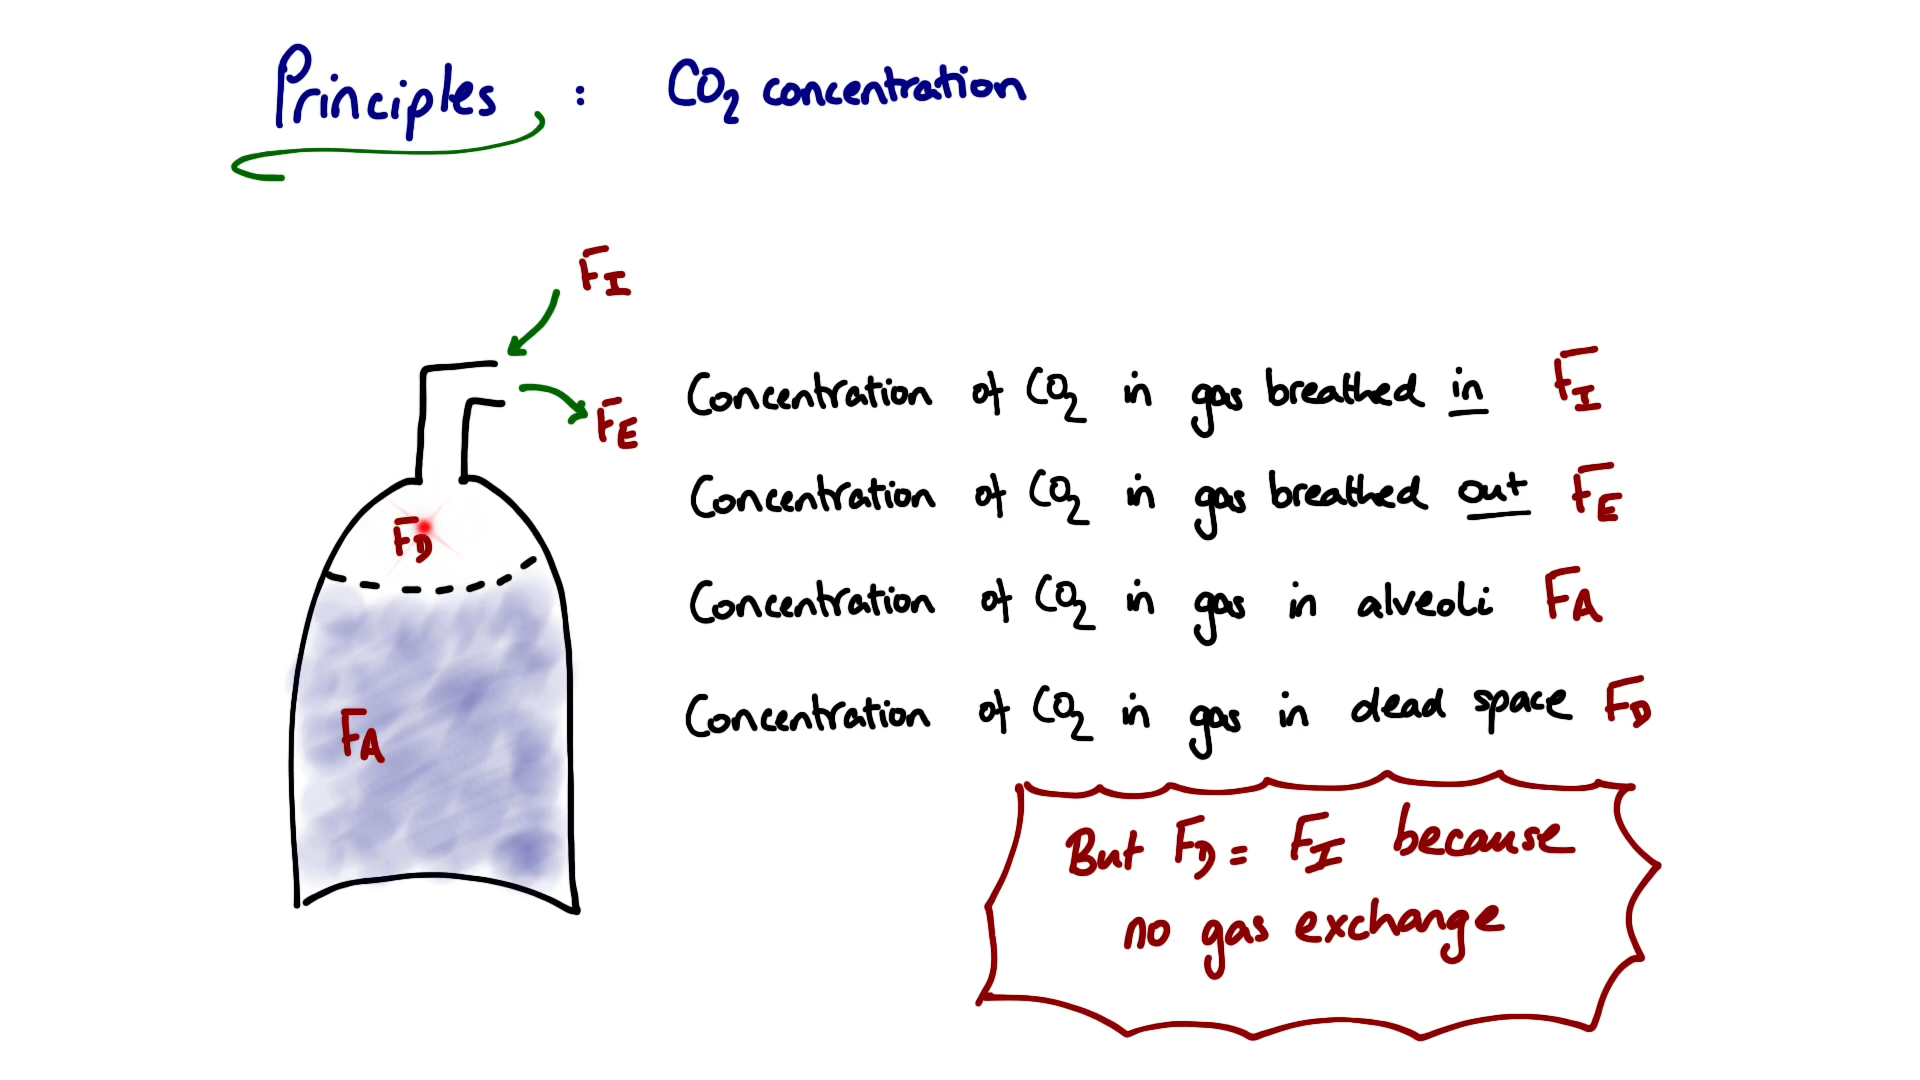 Principles : CO2 concentration
FI
FE
FD
FA
Concentration of CO2 in gas breathed in FI
Concentration of CO2 in gas breathed out FE
Concentration of CO2 in gas in alveoli FA
Concentration of CO2 in gas in dead space FD
But FD = FI because
no gas exchange